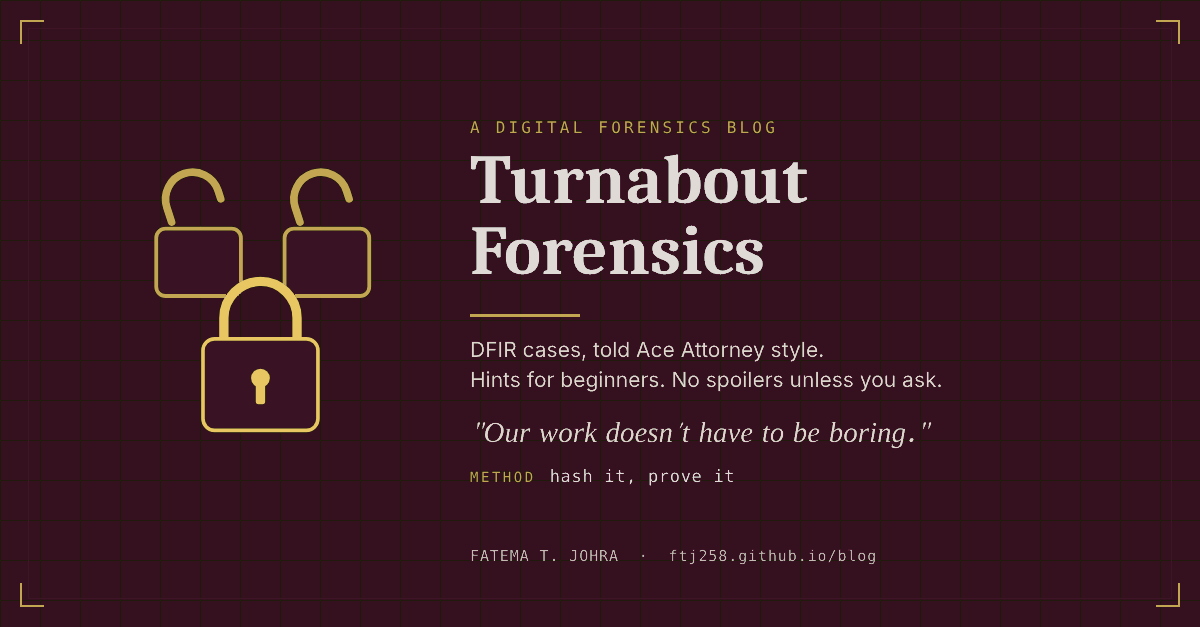 A DIGITAL FORENSICS BLOG
Turnabout
Forensics
DFIR cases, told Ace Attorney style.
Hints for beginners. No spoilers unless you ask.
"Our work doesn't have to be boring."
METHOD hash it, prove it
FATEMA T. JOHRA · ftj258.github.io/blog